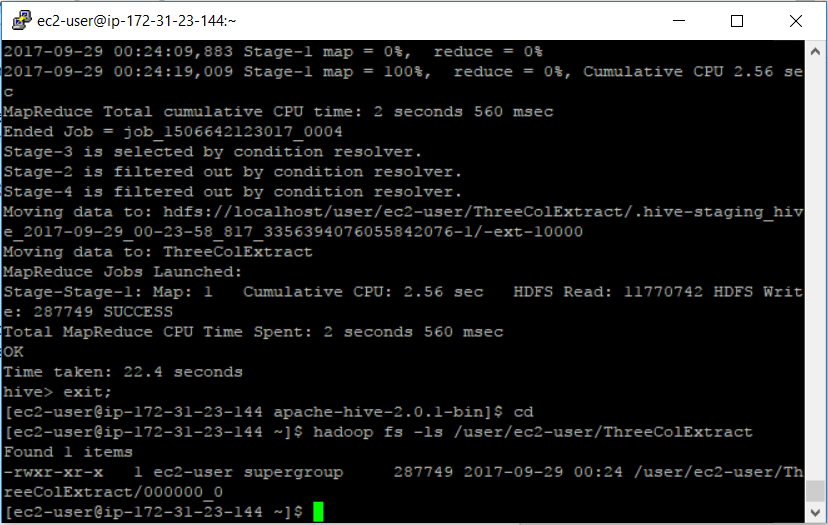 ec2-user@ip-172-31-23-144:~
2017-09-29 00:24:09,883 Stage-1 map = 0%,  reduce = 0%
2017-09-29 00:24:19,009 Stage-1 map = 100%,  reduce = 0%, Cumulative CPU 2.56 se
c
MapReduce Total cumulative CPU time: 2 seconds 560 msec
Ended Job = job_1506642123017_0004
Stage-3 is selected by condition resolver.
Stage-2 is filtered out by condition resolver.
Stage-4 is filtered out by condition resolver.
Moving data to: hdfs://localhost/user/ec2-user/ThreeColExtract/.hive-staging_hiv
e_2017-09-29_00-23-58_817_3356394076055842076-1/-ext-10000
Moving data to: ThreeColExtract
MapReduce Jobs Launched:
Stage-Stage-1: Map: 1   Cumulative CPU: 2.56 sec   HDFS Read: 11770742 HDFS Writ
e: 287749 SUCCESS
Total MapReduce CPU Time Spent: 2 seconds 560 msec
OK
Time taken: 22.4 seconds
hive> exit;
[ec2-user@ip-172-31-23-144 apache-hive-2.0.1-bin]$ cd
[ec2-user@ip-172-31-23-144 ~]$ hadoop fs -ls /user/ec2-user/ThreeColExtract
Found 1 items
-rwxr-xr-x   1 ec2-user supergroup     287749 2017-09-29 00:24 /user/ec2-user/Th
reeColExtract/000000_0
[ec2-user@ip-172-31-23-144 ~]$